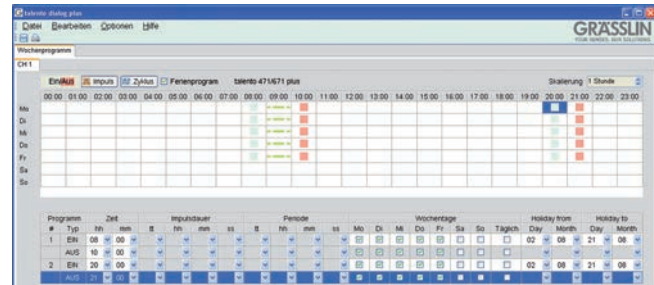 talento dialog plus
Datei Bearbeiten Optionen Hilfe
GRÄSSLIN
YOUR NEEDS. OUR SOLUTIONS.
Wochenprogramm
CH 1
Ein/Aus Impuls Zyklus Ferienprogram talento 471/671 plus Skalierung 1 Stunde
00:00 01:00 02:00 03:00 04:00 05:00 06:00 07:00 08:00 09:00 10:00 11:00 12:00 13:00 14:00 15:00 16:00 17:00 18:00 19:00 20:00 21:00 22:00 23:00
Mo
Di
Mi
Do
Fr
Sa
So
Programm Zeit Impulsdauer Periode Wochentage Holiday from Holiday to
# Typ hh mm tt hh mm ss tt hh mm ss Mo Di Mi Do Fr Sa So Täglich Day Month Day Month
1 EIN 08 00 02 08 21 08
AUS 10 00
2 EIN 20 00 02 08 21 08
AUS 21 00